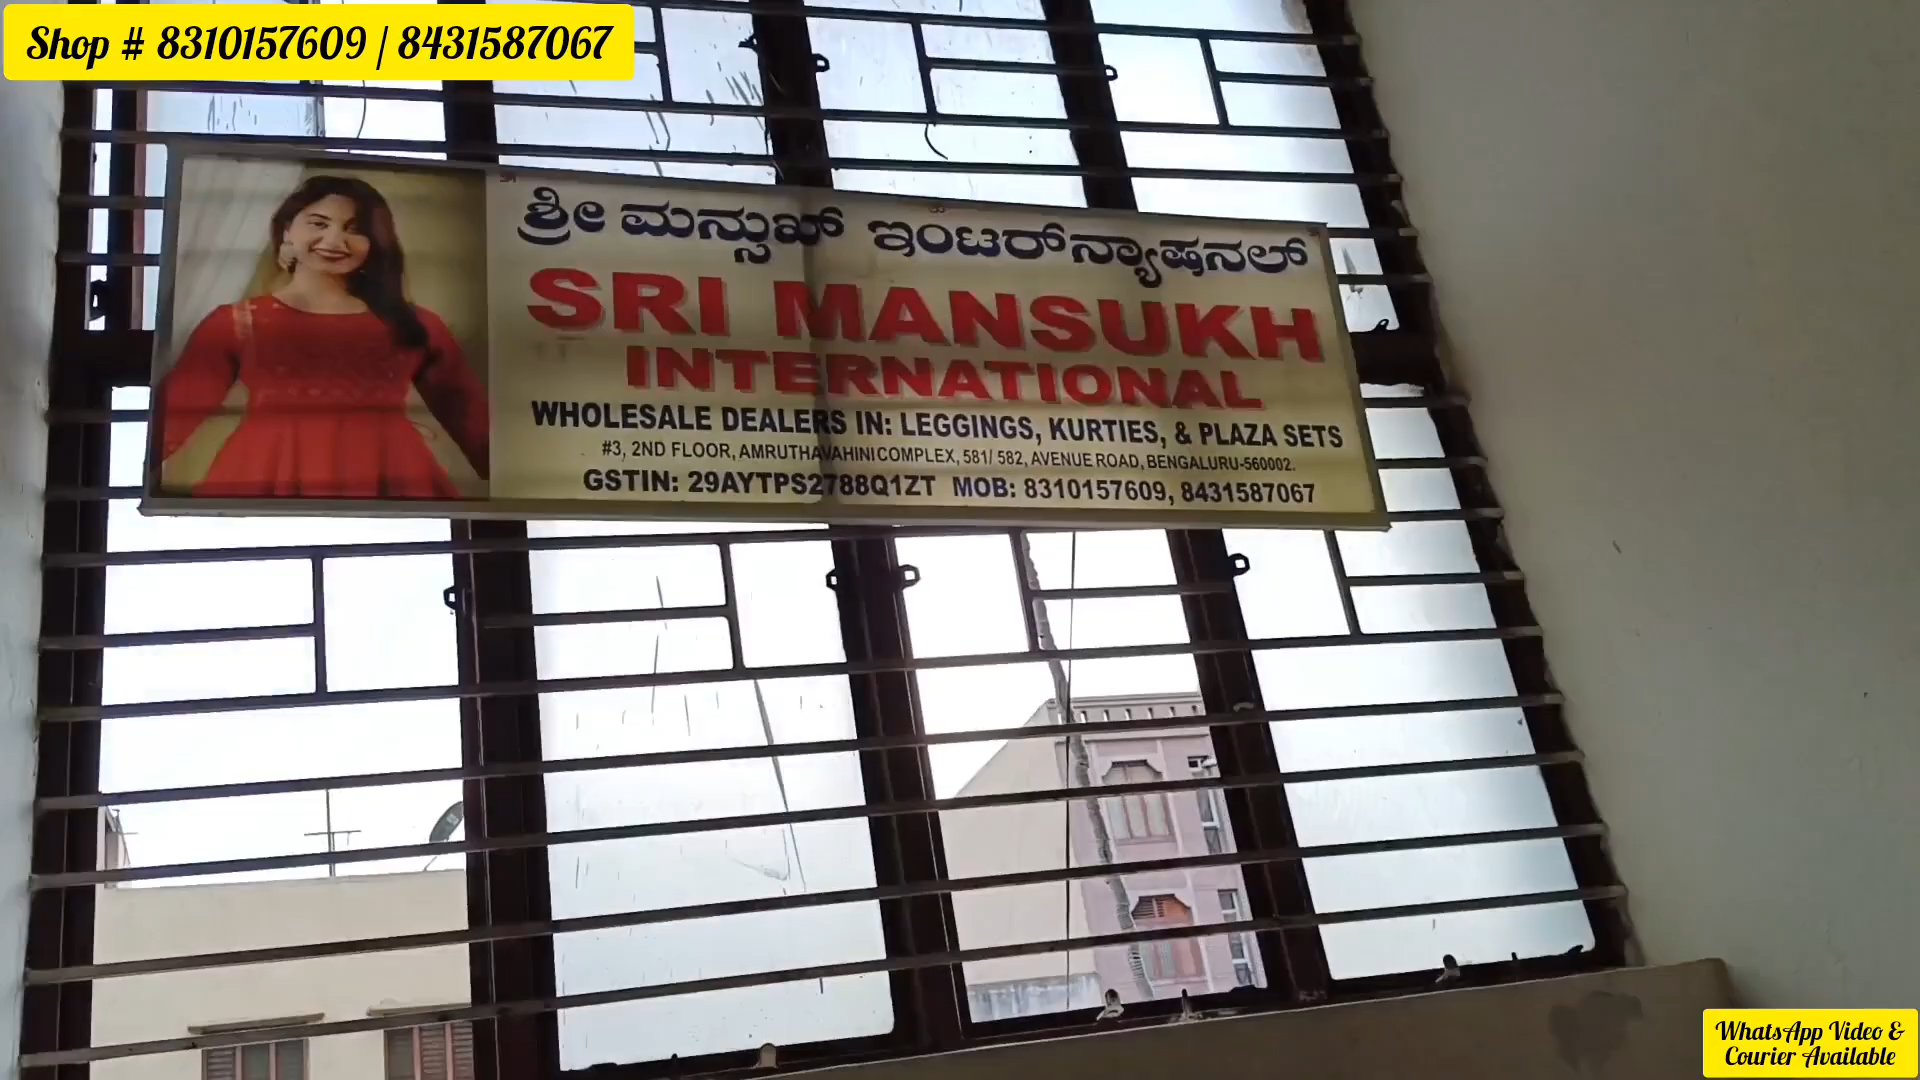 Shop # 8310157609 / 8431587067
ಶ್ರೀ ಮನ್ಸುಖ್ ಇಂಟರ್‌ನ್ಯಾಷನಲ್
SRI MANSUKH
INTERNATIONAL
WHOLESALE DEALERS IN: LEGGINGS, KURTIES, & PLAZA SETS
#3, 2ND FLOOR, AMRUTHAVAHINI COMPLEX, 581/ 582, AVENUE ROAD, BENGALURU-560002.
GSTIN: 29AYTPS2788Q1ZT MOB: 8310157609, 8431587067
WhatsApp Video &
Courier Available